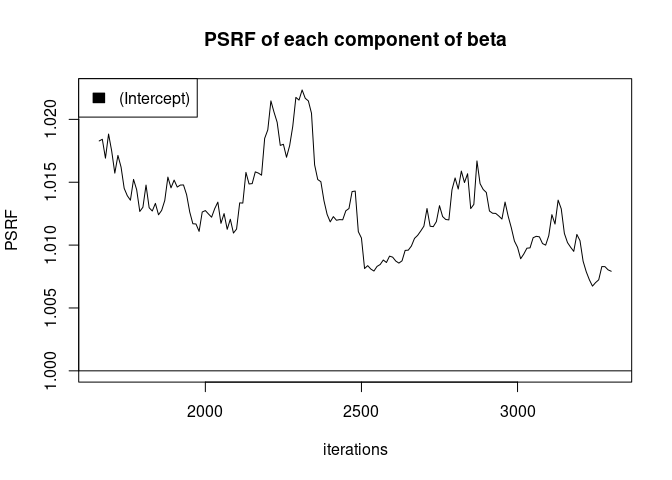 PSRF of each component of beta
(Intercept)
PSRF
1.020
1.015
1.010
1.005
1.000
2000 2500 3000
iterations